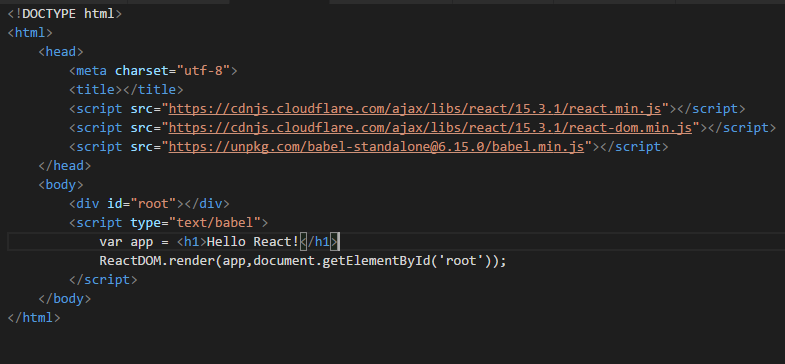 <!DOCTYPE html>
<html>
    <head>
        <meta charset="utf-8">
        <title></title>
        <script src="https://cdnjs.cloudflare.com/ajax/libs/react/15.3.1/react.min.js"></script>
        <script src="https://cdnjs.cloudflare.com/ajax/libs/react/15.3.1/react-dom.min.js"></script>
        <script src="https://unpkg.com/babel-standalone@6.15.0/babel.min.js"></script>
    </head>
    <body>
        <div id="root"></div>
        <script type="text/babel">
            var app = <h1>Hello React!</h1>
            ReactDOM.render(app,document.getElementById('root'));
        </script>
    </body>
</html>